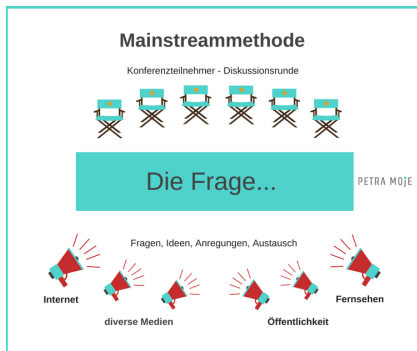 Mainstreammethode
Konferenzteilnehmer - Diskussionsrunde
Die Frage...
PETRA MOJE
Fragen, Ideen, Anregungen, Austausch
Internet
Fernsehen
diverse Medien
Öffentlichkeit